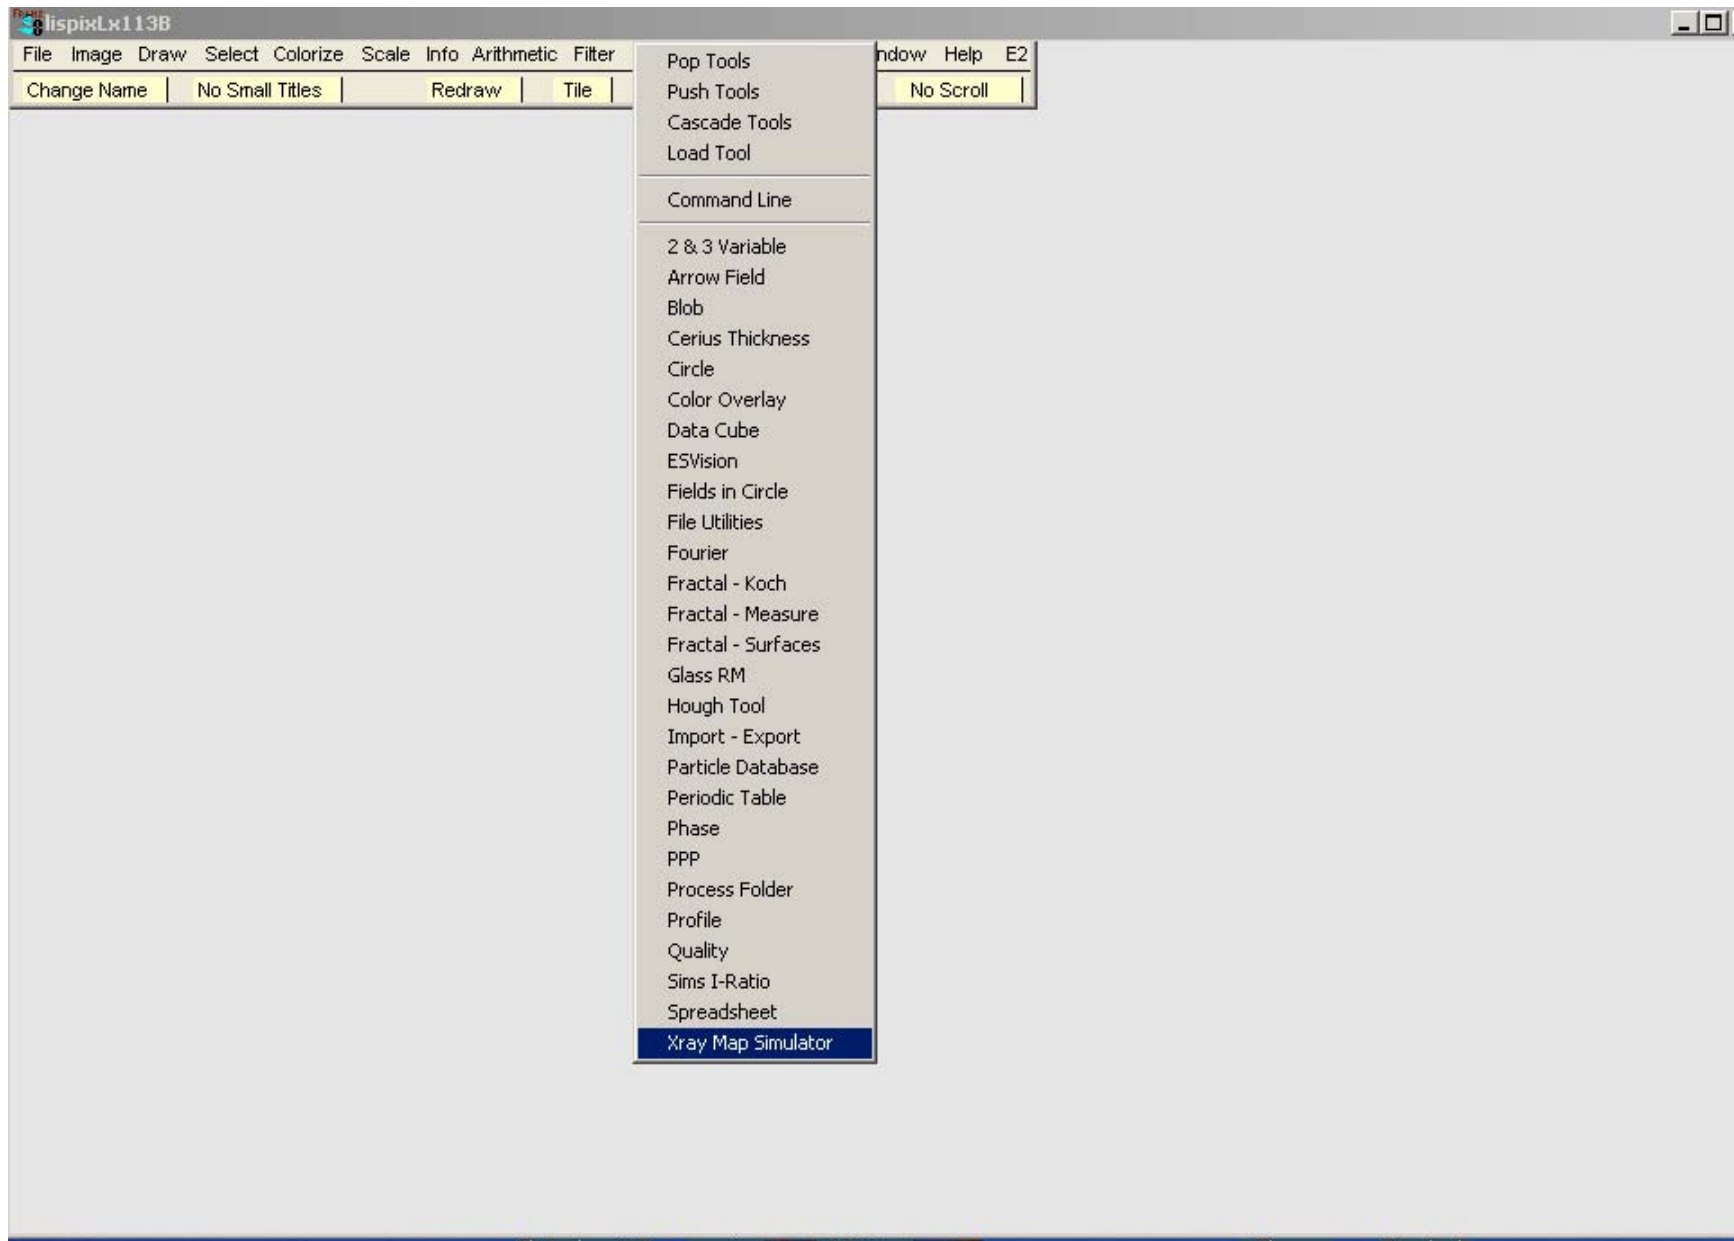 lispixLx113B
File Image Draw Select Colorize Scale Info Arithmetic Filter ndow Help E2
Change Name No Small Titles Redraw Tile No Scroll
Pop Tools
Push Tools
Cascade Tools
Load Tool
Command Line
2 & 3 Variable
Arrow Field
Blob
Cerius Thickness
Circle
Color Overlay
Data Cube
ESVision
Fields in Circle
File Utilities
Fourier
Fractal - Koch
Fractal - Measure
Fractal - Surfaces
Glass RM
Hough Tool
Import - Export
Particle Database
Periodic Table
Phase
PPP
Process Folder
Profile
Quality
Sims I-Ratio
Spreadsheet
Xray Map Simulator